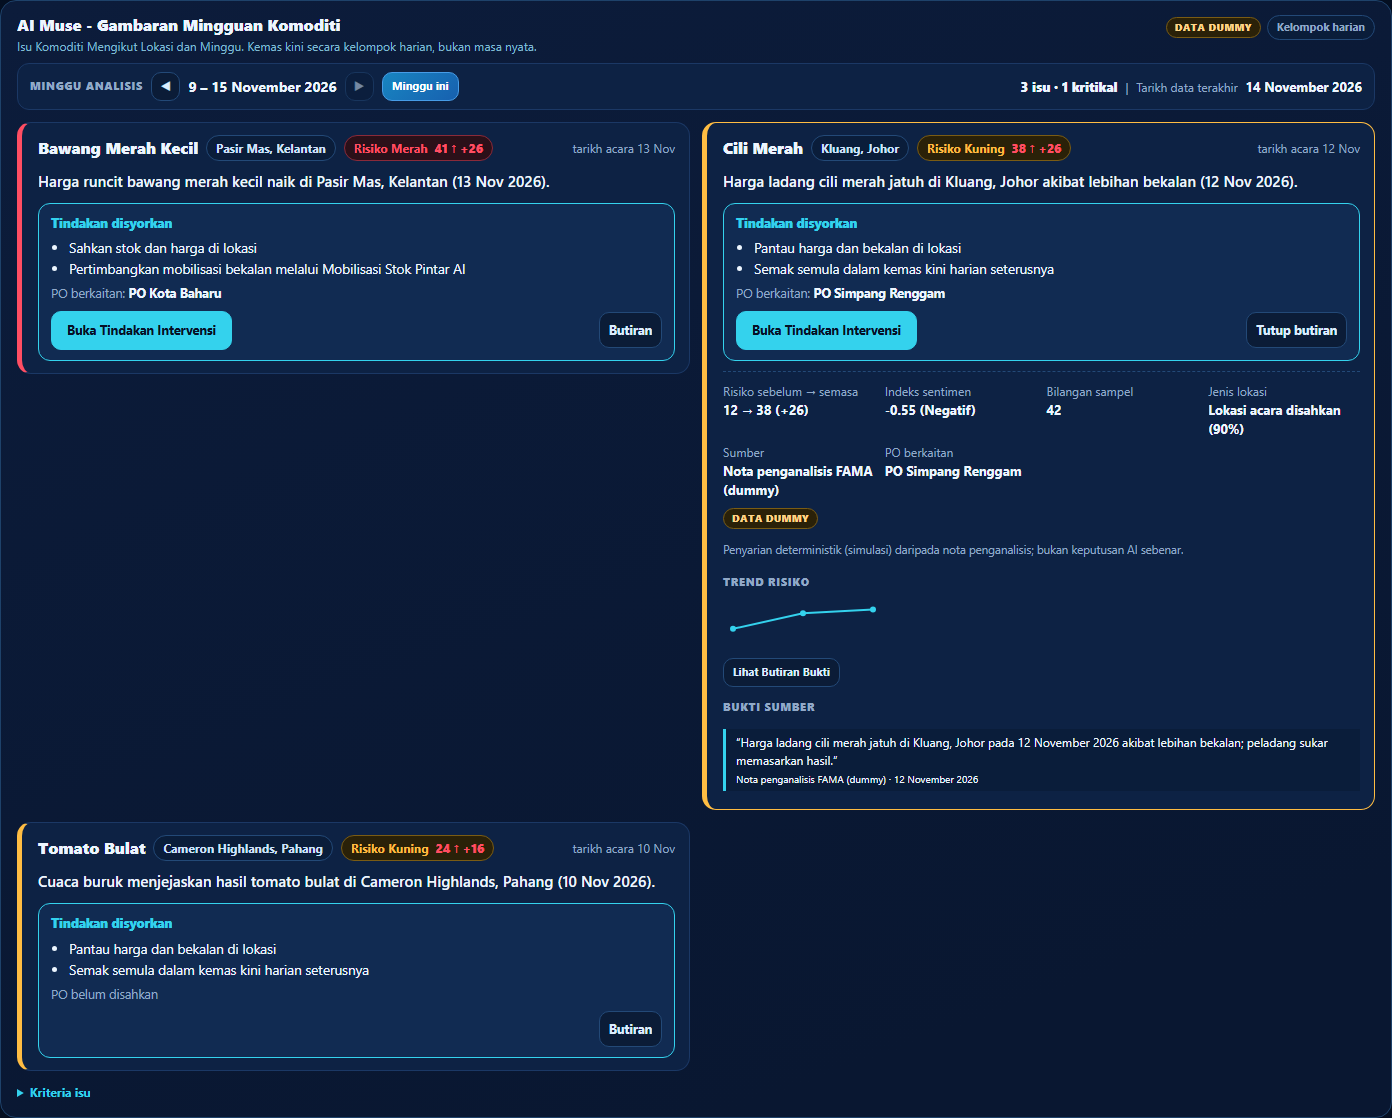 AI Muse - Gambaran Mingguan Komoditi
DATA DUMMY
Kelompok harian
Isu Komoditi Mengikut Lokasi dan Minggu. Kemas kini secara kelompok harian, bukan masa nyata.
MINGGU ANALISIS
◀
9 – 15 November 2026
▶
Minggu ini
3 isu • 1 kritikal | Tarikh data terakhir 14 November 2026
Bawang Merah Kecil
Pasir Mas, Kelantan
Risiko Merah 41 ↑ +26
tarikh acara 13 Nov
Harga runcit bawang merah kecil naik di Pasir Mas, Kelantan (13 Nov 2026).
Tindakan disyorkan
• Sahkan stok dan harga di lokasi
• Pertimbangkan mobilisasi bekalan melalui Mobilisasi Stok Pintar AI
PO berkaitan: PO Kota Baharu
Buka Tindakan Intervensi
Butiran
Cili Merah
Kluang, Johor
Risiko Kuning 38 ↑ +26
tarikh acara 12 Nov
Harga ladang cili merah jatuh di Kluang, Johor akibat lebihan bekalan (12 Nov 2026).
Tindakan disyorkan
• Pantau harga dan bekalan di lokasi
• Semak semula dalam kemas kini harian seterusnya
PO berkaitan: PO Simpang Renggam
Buka Tindakan Intervensi
Tutup butiran
Risiko sebelum → semasa
12 → 38 (+26)
Indeks sentimen
-0.55 (Negatif)
Bilangan sampel
42
Jenis lokasi
Lokasi acara disahkan
(90%)
Sumber
Nota penganalisis FAMA
(dummy)
PO berkaitan
PO Simpang Renggam
DATA DUMMY
Penyarian deterministik (simulasi) daripada nota penganalisis; bukan keputusan AI sebenar.
TREND RISIKO
Lihat Butiran Bukti
BUKTI SUMBER
“Harga ladang cili merah jatuh di Kluang, Johor pada 12 November 2026 akibat lebihan bekalan; peladang sukar
memasarkan hasil.”
Nota penganalisis FAMA (dummy) · 12 November 2026
Tomato Bulat
Cameron Highlands, Pahang
Risiko Kuning 24 ↑ +16
tarikh acara 10 Nov
Cuaca buruk menjejaskan hasil tomato bulat di Cameron Highlands, Pahang (10 Nov 2026).
Tindakan disyorkan
• Pantau harga dan bekalan di lokasi
• Semak semula dalam kemas kini harian seterusnya
PO belum disahkan
Butiran
▶ Kriteria isu